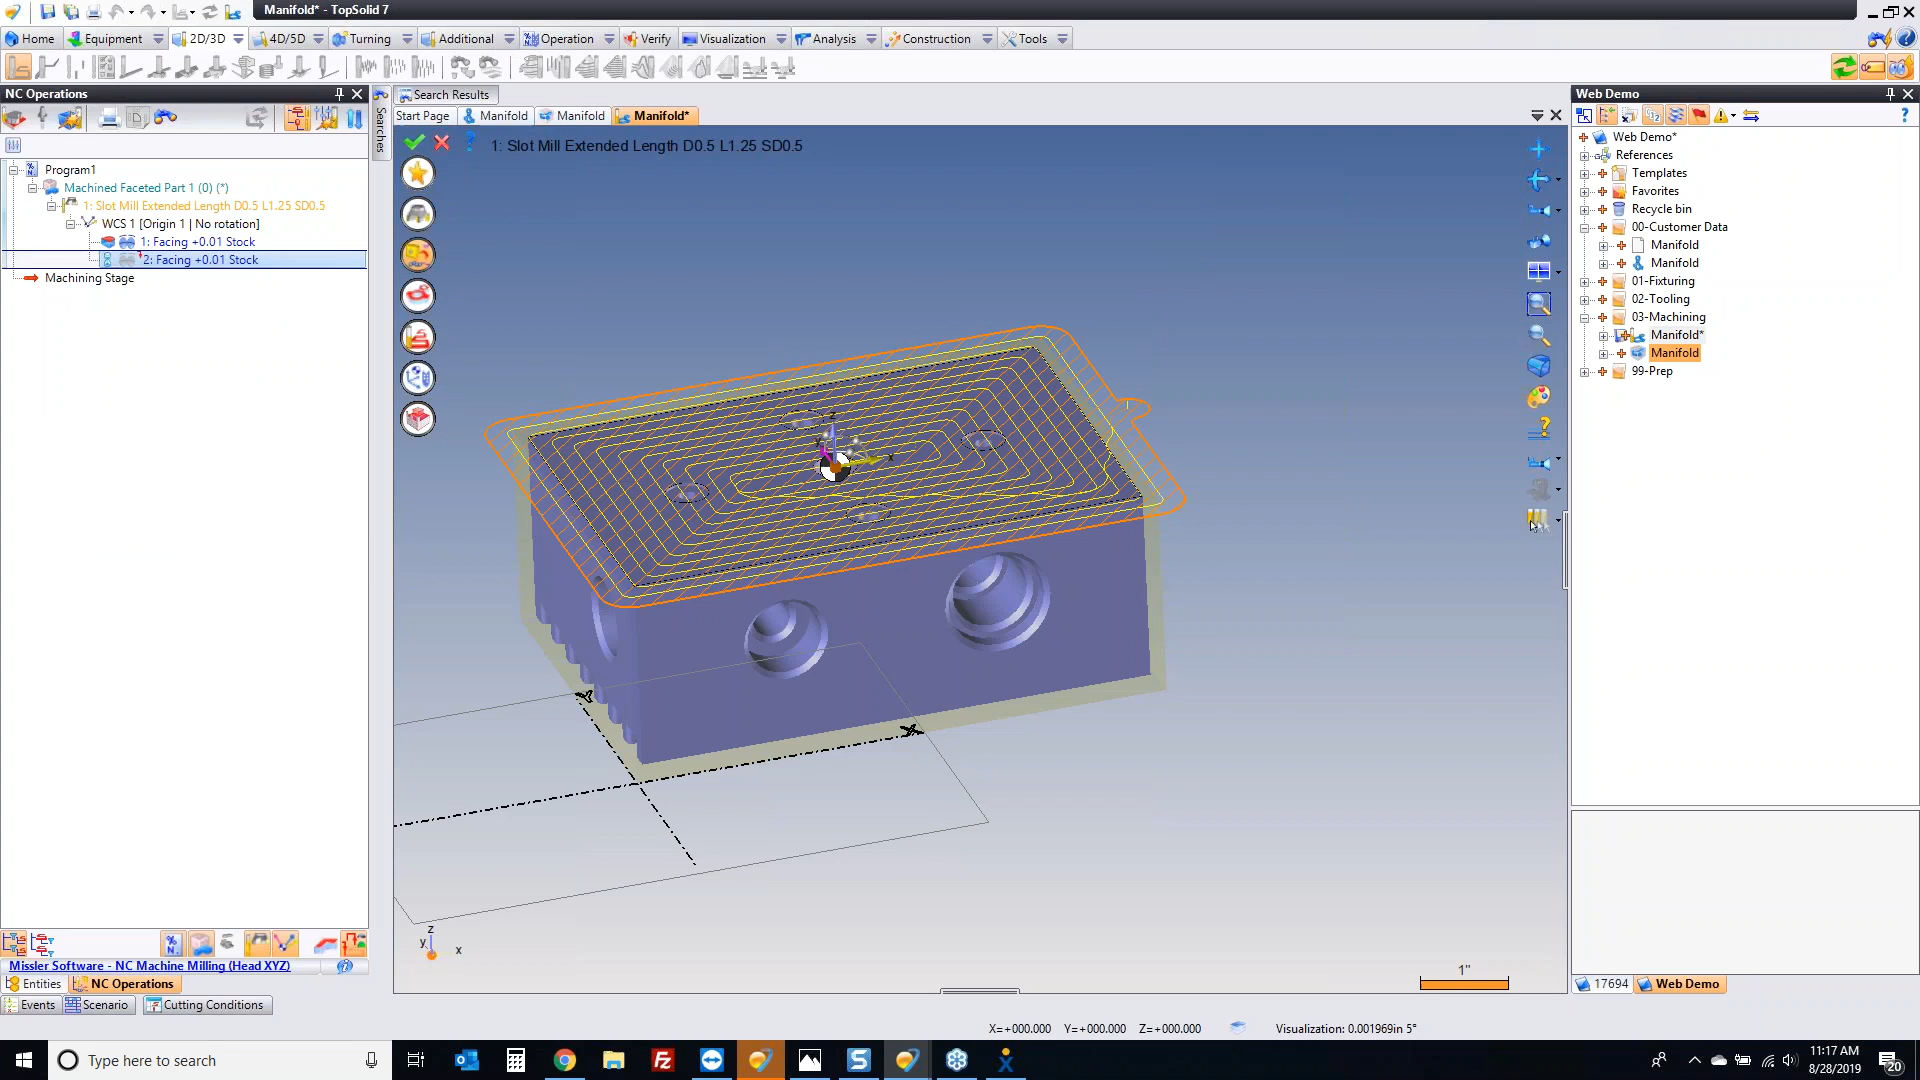 Manifold* - TopSolid 7
Home
Equipment
2D/3D
4D/5D
Turning
Additional
Operation
Verify
Visualization
Analysis
Construction
Tools
NC Operations
Program1
Machined Faceted Part 1 (0) (*)
1: Slot Mill Extended Length D0.5 L1.25 SD0.5
WCS 1 [Origin 1 | No rotation]
1: Facing +0.01 Stock
2: Facing +0.01 Stock
Machining Stage
Searches
Search Results
Start Page
Manifold
Manifold
Manifold*
1: Slot Mill Extended Length D0.5 L1.25 SD0.5
z
x
y
Y
X
z
y
x
1"
Web Demo
Web Demo*
References
Templates
Favorites
Recycle bin
00-Customer Data
Manifold
Manifold
01-Fixturing
02-Tooling
03-Machining
Manifold*
Manifold
99-Prep
Missler Software - NC Machine Milling (Head XYZ)
Entities
NC Operations
Events
Scenario
Cutting Conditions
17694
Web Demo
X=+000.000 Y=+000.000 Z=+000.000
Visualization: 0.001969in 5°
Type here to search
11:17 AM
8/28/2019
20